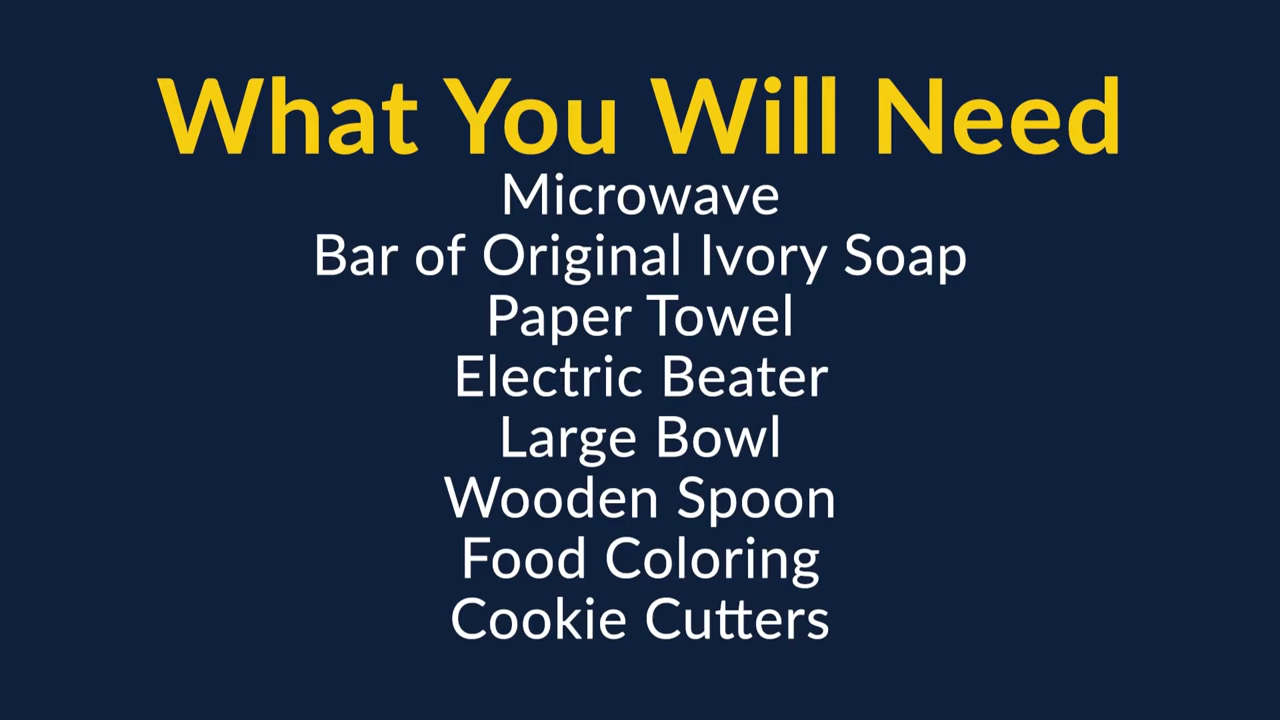 What You Will Need
Microwave
Bar of Original Ivory Soap
Paper Towel
Electric Beater
Large Bowl
Wooden Spoon
Food Coloring
Cookie Cutters